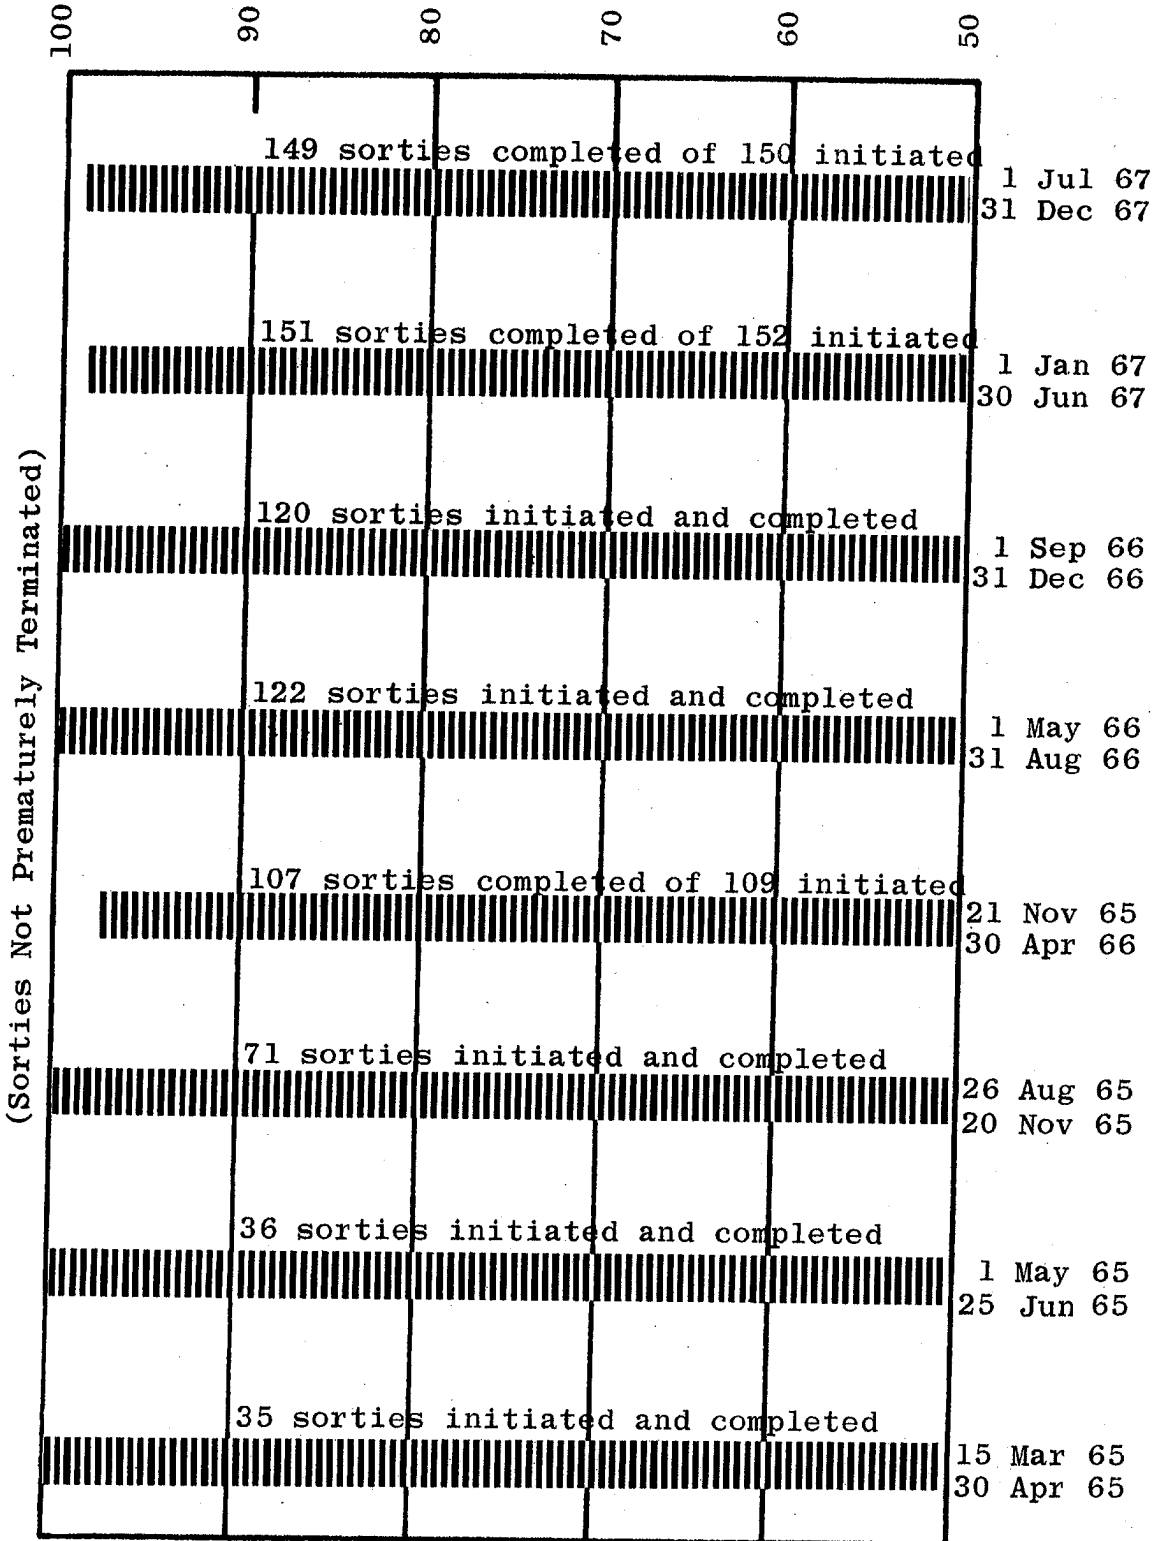 100
90
80
70
60
50
149 sorties completed of 150 initiated
1 Jul 67
31 Dec 67
151 sorties completed of 152 initiated
1 Jan 67
30 Jun 67
120 sorties initiated and completed
1 Sep 66
31 Dec 66
122 sorties initiated and completed
1 May 66
31 Aug 66
107 sorties completed of 109 initiated
21 Nov 65
30 Apr 66
71 sorties initiated and completed
26 Aug 65
20 Nov 65
36 sorties initiated and completed
1 May 65
25 Jun 65
35 sorties initiated and completed
15 Mar 65
30 Apr 65
(Sorties Not Prematurely Terminated)